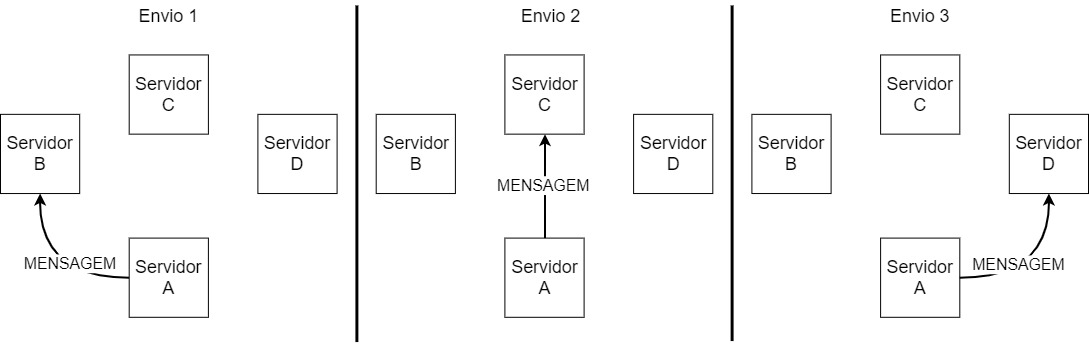 Envio 1
Servidor
C
Servidor
B
Servidor
D
MENSAGEM
Servidor
A
Envio 2
Servidor
C
Servidor
B
Servidor
D
MENSAGEM
Servidor
A
Envio 3
Servidor
C
Servidor
B
Servidor
D
MENSAGEM
Servidor
A